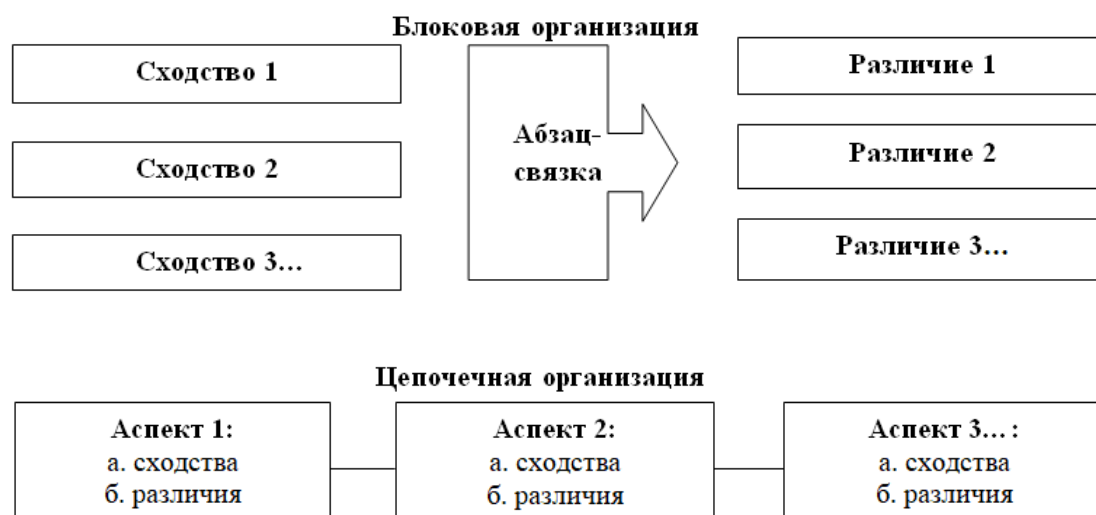 Блоковая организация
Сходство 1
Сходство 2
Сходство 3...
Абзац-
связка
Различие 1
Различие 2
Различие 3...
Цепочечная организация
Аспект 1:
а. сходства
б. различия
Аспект 2:
а. сходства
б. различия
Аспект 3...:
а. сходства
б. различия